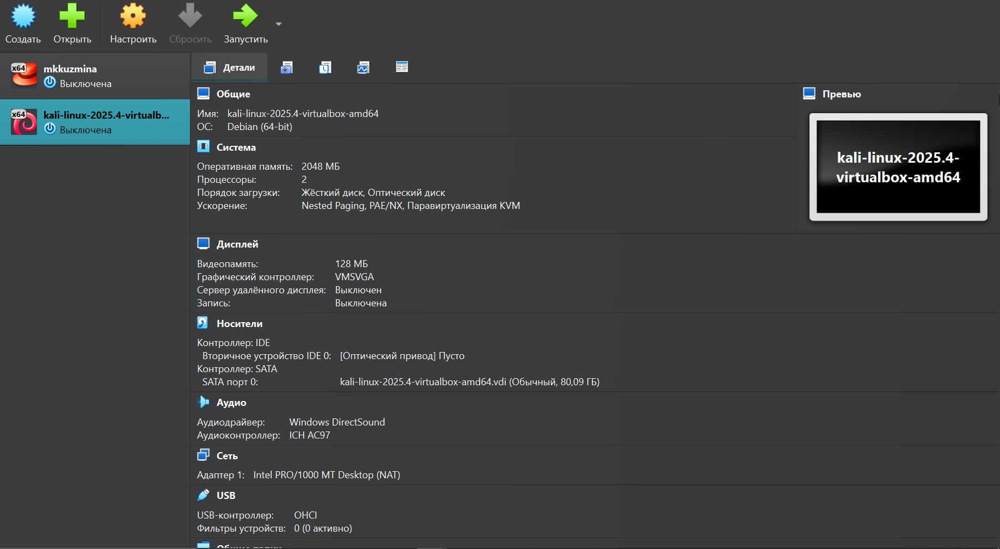 Создать
Открыть
Настроить
Сбросить
Запустить
x64
mkkuzmina
Выключена
x64
kali-linux-2025.4-virtualb...
Выключена
Детали
Общие
Имя: kali-linux-2025.4-virtualbox-amd64
ОС: Debian (64-bit)
Система
Оперативная память: 2048 МБ
Процессоры: 2
Порядок загрузки: Жёсткий диск, Оптический диск
Ускорение: Nested Paging, PAE/NX, Паравиртуализация KVM
Превью
kali-linux-2025.4-
virtualbox-amd64
Дисплей
Видеопамять: 128 МБ
Графический контроллер: VMSVGA
Сервер удалённого дисплея: Выключен
Запись: Выключена
Носители
Контроллер: IDE
Вторичное устройство IDE 0: [Оптический привод] Пусто
Контроллер: SATA
SATA порт 0: kali-linux-2025.4-virtualbox-amd64.vdi (Обычный, 80,09 ГБ)
Аудио
Аудиодрайвер: Windows DirectSound
Аудиоконтроллер: ICH AC97
Сеть
Адаптер 1: Intel PRO/1000 MT Desktop (NAT)
USB
USB-контроллер: OHCI
Фильтры устройств: 0 (0 активно)